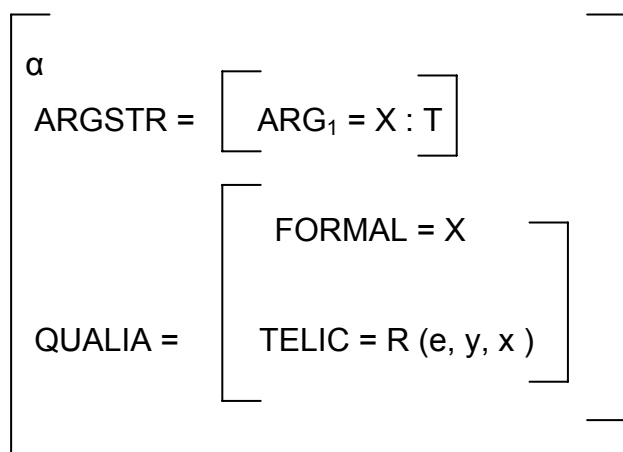 α
ARGSTR = ARG₁ = X : T
FORMAL = X
QUALIA = TELIC = R (e, y, x )